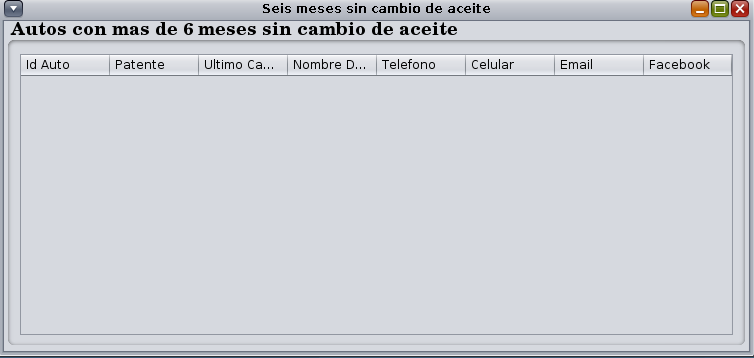 Seis meses sin cambio de aceite
Autos con mas de 6 meses sin cambio de aceite
Id Auto Patente Ultimo Ca... Nombre D... Telefono Celular Email Facebook